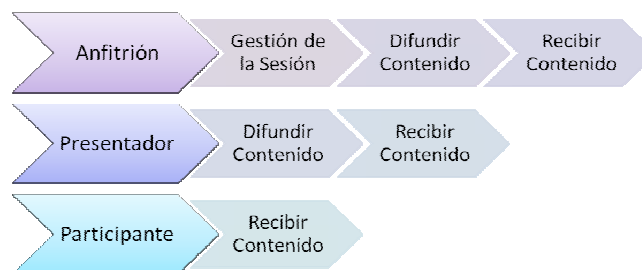 Anfitrión
Gestión de
la Sesión
Difundir
Contenido
Recibir
Contenido
Presentador
Difundir
Contenido
Recibir
Contenido
Participante
Recibir
Contenido